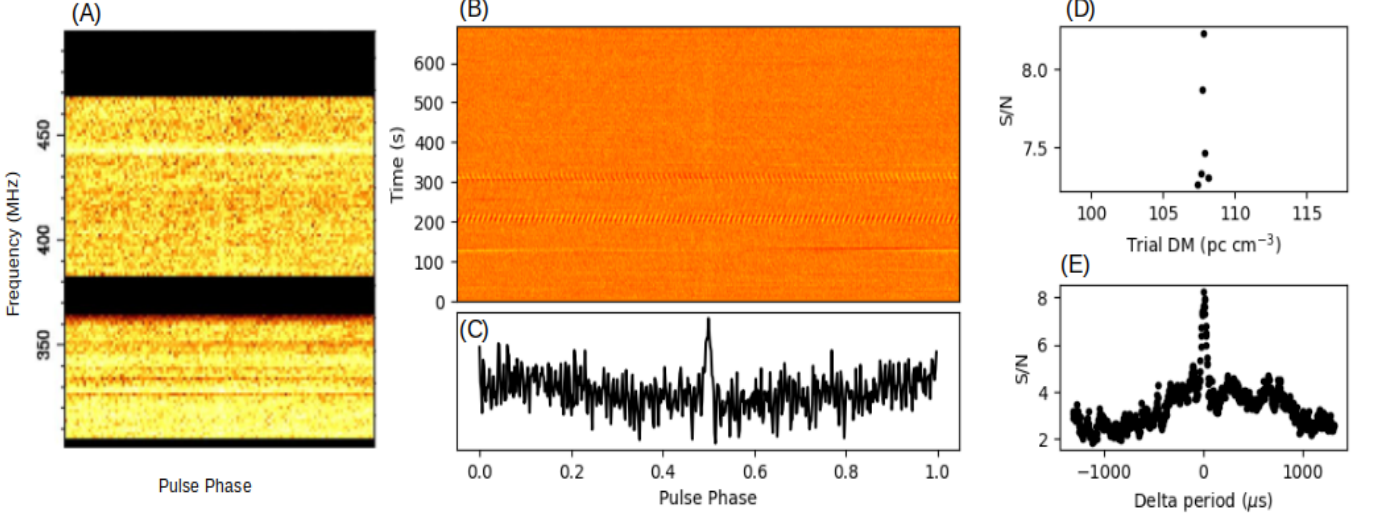 (A)
450
400
350
Frequency (MHz)
Pulse Phase
(B)
600
500
400
300
200
100
0
Time (s)
(C)
0.0 0.2 0.4 0.6 0.8 1.0
Pulse Phase
(D)
8.0
7.5
S/N
100 105 110 115
Trial DM (pc cm⁻³)
(E)
8
6
4
2
S/N
−1000 0 1000
Delta period (μs)